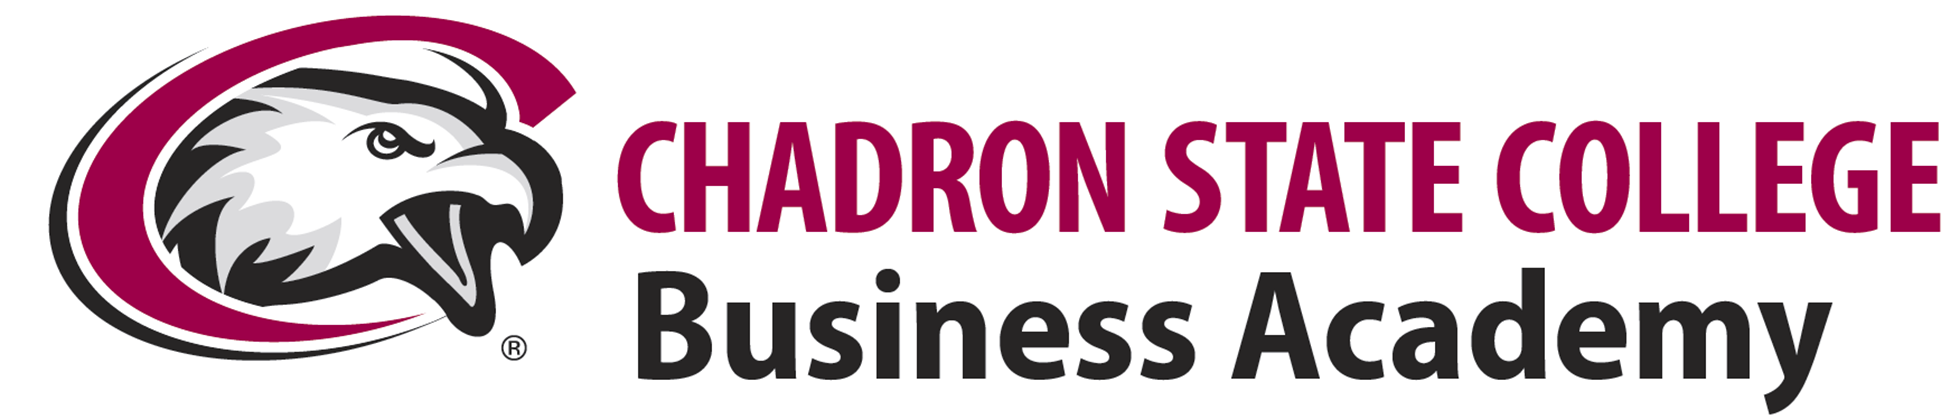 CHADRON STATE COLLEGE
Business Academy
®